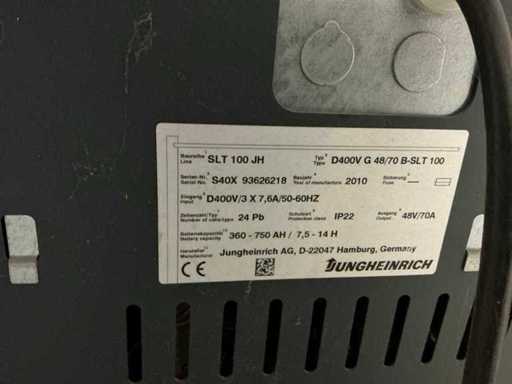 Baureihe Line SLT 100 JH Typ Type D400V G 48/70 B-SLT 100
Serien-Nr. Serial-No. S40X 93626218 Baujahr Year of manufacture 2010 Sicherung Fuse
Eingang Input D400V/3 X 7,6A/50-60HZ
Zellenzahl/Typ Number of cells/type 24 Pb Schutzart Protection class IP22 Ausgang Output 48V/70A
Batteriekapazität Battery capacity 360 - 750 AH / 7,5 - 14 H
Hersteller Manufacturer Jungheinrich AG, D-22047 Hamburg, Germany
CE JUNGHEINRICH